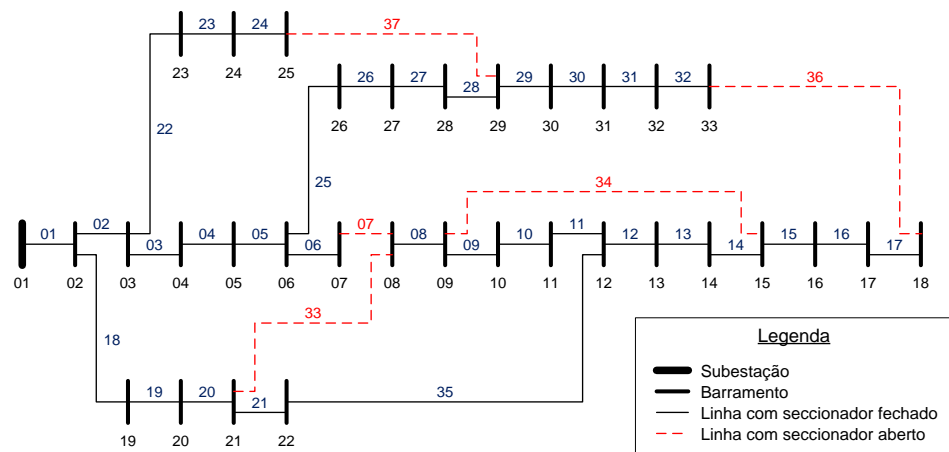 23 24 37
23 24 25
26 27 28 29 30 31 32 36
26 27 28 29 30 31 32 33
22
25
34
01 02 03 04 05 06 07 08 09 10 11 12 13 14 15 16 17
01 02 03 04 05 06 07 08 09 10 11 12 13 14 15 16 17 18
33
18
19 20 21 35
19 20 21 22
Legenda
Subestação
Barramento
Linha com seccionador fechado
Linha com seccionador aberto